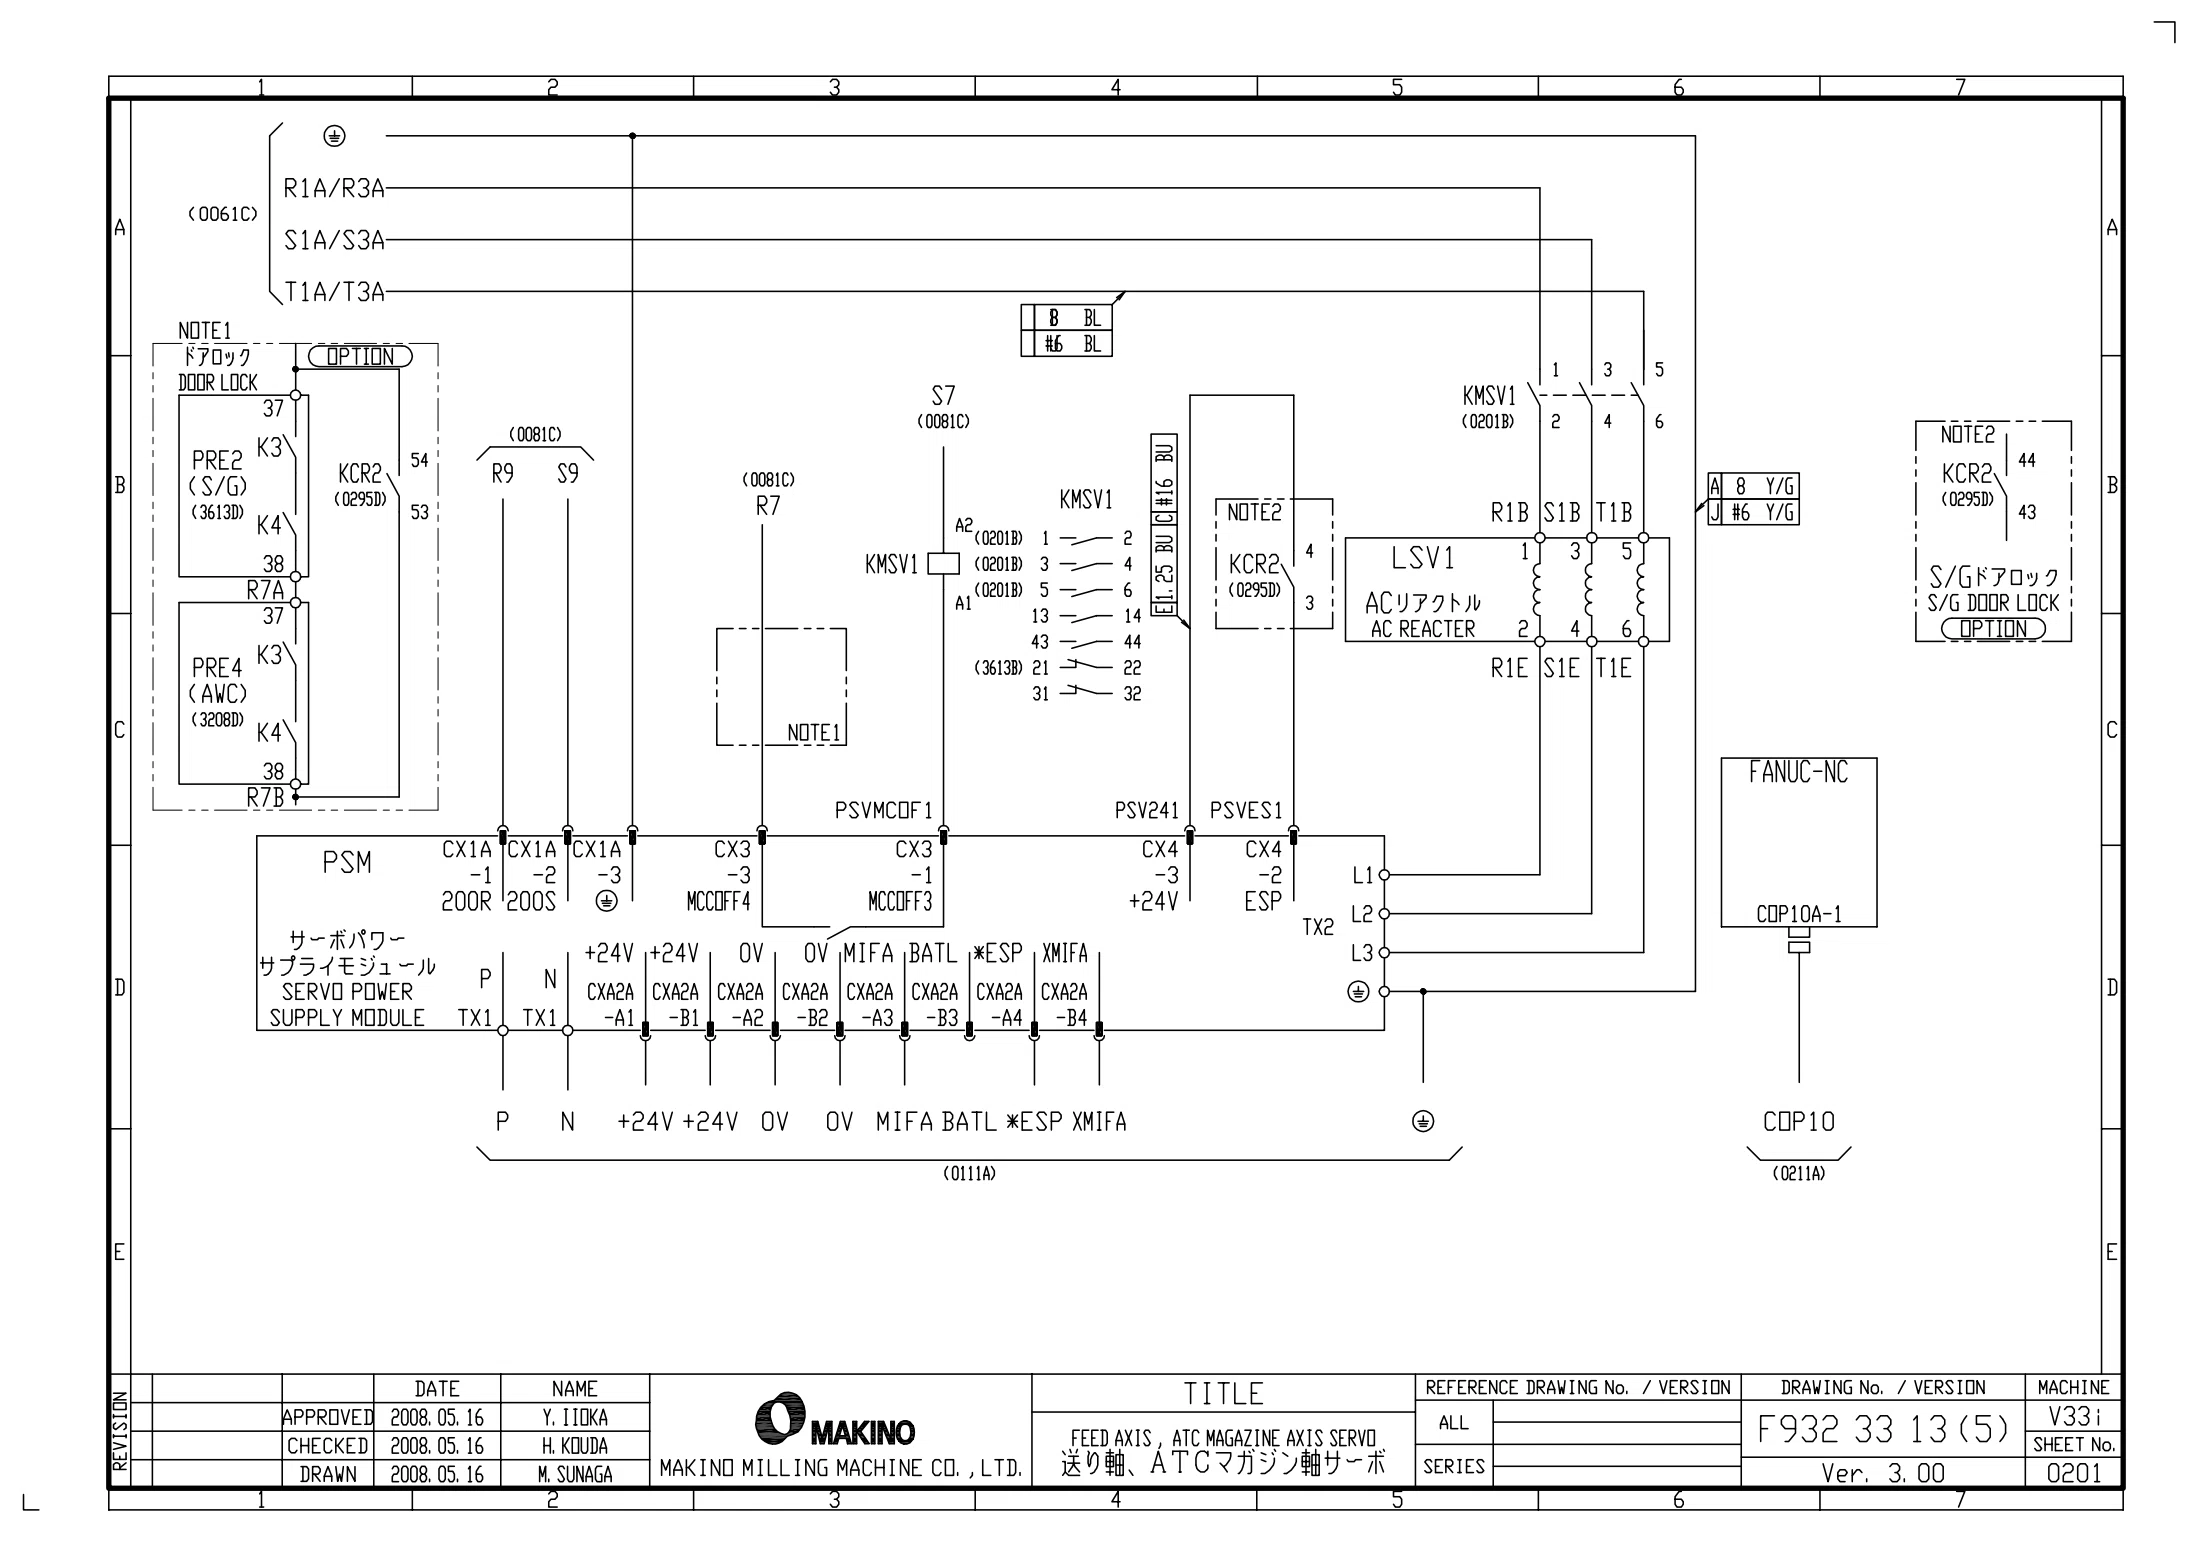 1 2 3 4 5 6 7
A A
B B
C C
D D
E E
(0061C)
R1A/R3A
S1A/S3A
T1A/T3A
8 BL
#6 BL
NOTE1
ドアロック
DOOR LOCK
OPTION
37
K3
PRE2
(S/G)
(3613D)
K4
38
R7A
37
K3
PRE4
(AWC)
(3208D)
K4
38
R7B
KCR2
(0295D)
54
53
(0081C)
R9 S9
(0081C)
R7
NOTE1
S7
(0081C)
A2
KMSV1
A1
KMSV1
(0201B) 1 2
(0201B) 3 4
(0201B) 5 6
13 14
43 44
(3613B) 21 22
31 32
E 1.25 BU C #16 BU
NOTE2
KCR2
(0295D)
4
3
KMSV1
(0201B)
1 3 5
2 4 6
R1B S1B T1B
LSV1
ACリアクトル
AC REACTER
1 3 5
2 4 6
R1E S1E T1E
A 8 Y/G
J #6 Y/G
NOTE2
KCR2
(0295D)
44
43
S/Gドアロック
S/G DOOR LOCK
OPTION
FANUC-NC
COP10A-1
COP10
(0211A)
PSVMCOF1 PSV241 PSVES1
PSM
CX1A CX1A CX1A CX3 CX3 CX4 CX4
-1 -2 -3 -3 -1 -3 -2
200R 200S MCCOFF4 MCCOFF3 +24V ESP
L1
L2
L3
TX2
サーボパワー
サプライモジュール
SERVO POWER
SUPPLY MODULE
P N
TX1 TX1
+24V +24V 0V 0V MIFA BATL *ESP XMIFA
CXA2A CXA2A CXA2A CXA2A CXA2A CXA2A CXA2A CXA2A
-A1 -B1 -A2 -B2 -A3 -B3 -A4 -B4
P N +24V +24V 0V 0V MIFA BATL *ESP XMIFA
(0111A)
REVISION
DATE NAME
APPROVED 2008.05.16 Y. IIOKA
CHECKED 2008.05.16 H. KOUDA
DRAWN 2008.05.16 M. SUNAGA
MAKINO
MAKINO MILLING MACHINE CO.,LTD.
TITLE
FEED AXIS, ATC MAGAZINE AXIS SERVO
送り軸、ATCマガジン軸サーボ
REFERENCE DRAWING No. / VERSION
ALL
SERIES
DRAWING No. / VERSION
F932 33 13(5)
Ver. 3.00
MACHINE
V33i
SHEET No.
0201
1 2 3 4 5 6 7